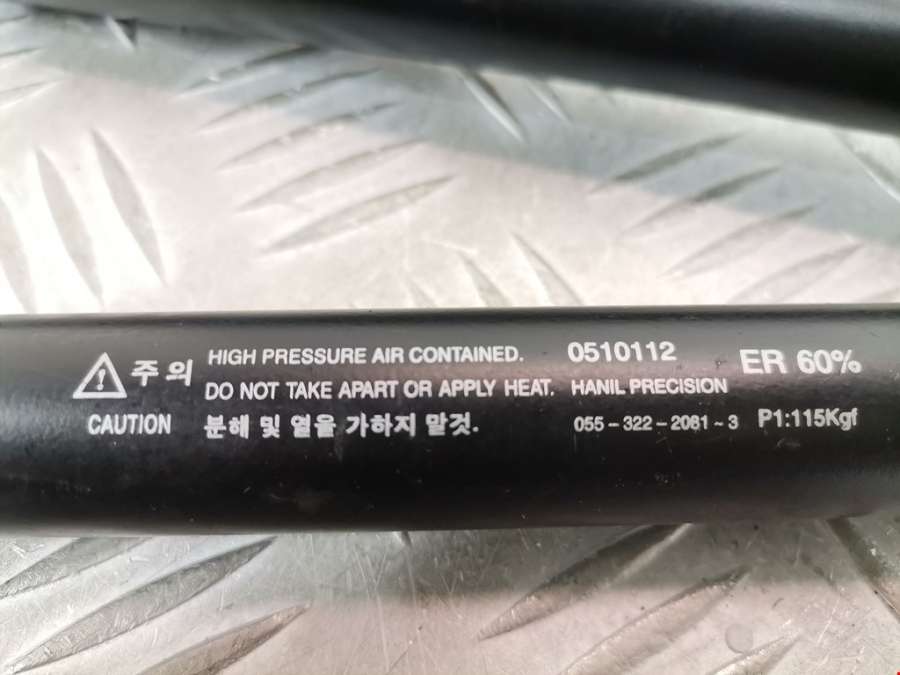 주의 HIGH PRESSURE AIR CONTAINED. 0510112 ER 60%
DO NOT TAKE APART OR APPLY HEAT. HANIL PRECISION
CAUTION 분해 및 열을 가하지 말것. 055-322-2081~3 P1:115Kgf